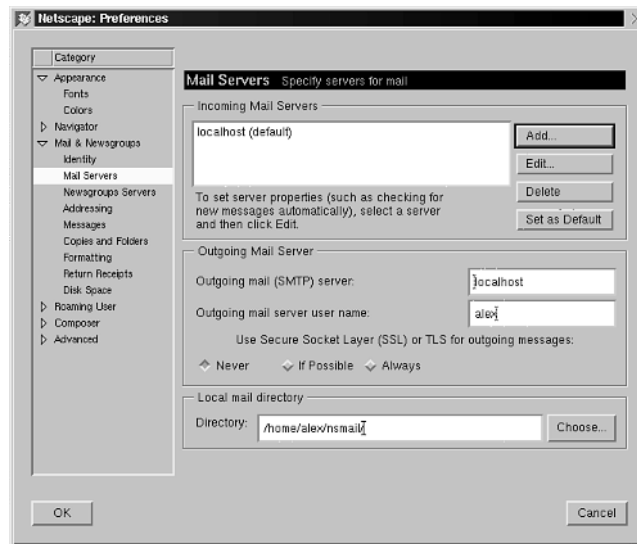 Netscape: Preferences
Category
Appearance
Fonts
Colors
Navigator
Mail & Newsgroups
Identity
Mail Servers
Newsgroups Servers
Addressing
Messages
Copies and Folders
Formatting
Return Receipts
Disk Space
Roaming User
Composer
Advanced
Mail Servers Specify servers for mail
Incoming Mail Servers
localhost (default)
Add...
Edit...
Delete
Set as Default
To set server properties (such as checking for
new messages automatically), select a server
and then click Edit.
Outgoing Mail Server
Outgoing mail (SMTP) server: localhost
Outgoing mail server user name: alex
Use Secure Socket Layer (SSL) or TLS for outgoing messages:
Never If Possible Always
Local mail directory
Directory: /home/alex/nsmail/ Choose...
OK Cancel